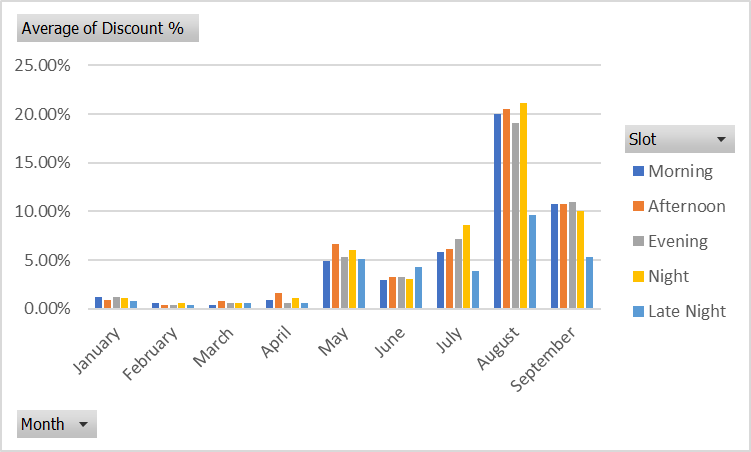 Average of Discount %
25.00%
20.00%
15.00%
10.00%
5.00%
0.00%
January
February
March
April
May
June
July
August
September
Slot
Morning
Afternoon
Evening
Night
Late Night
Month